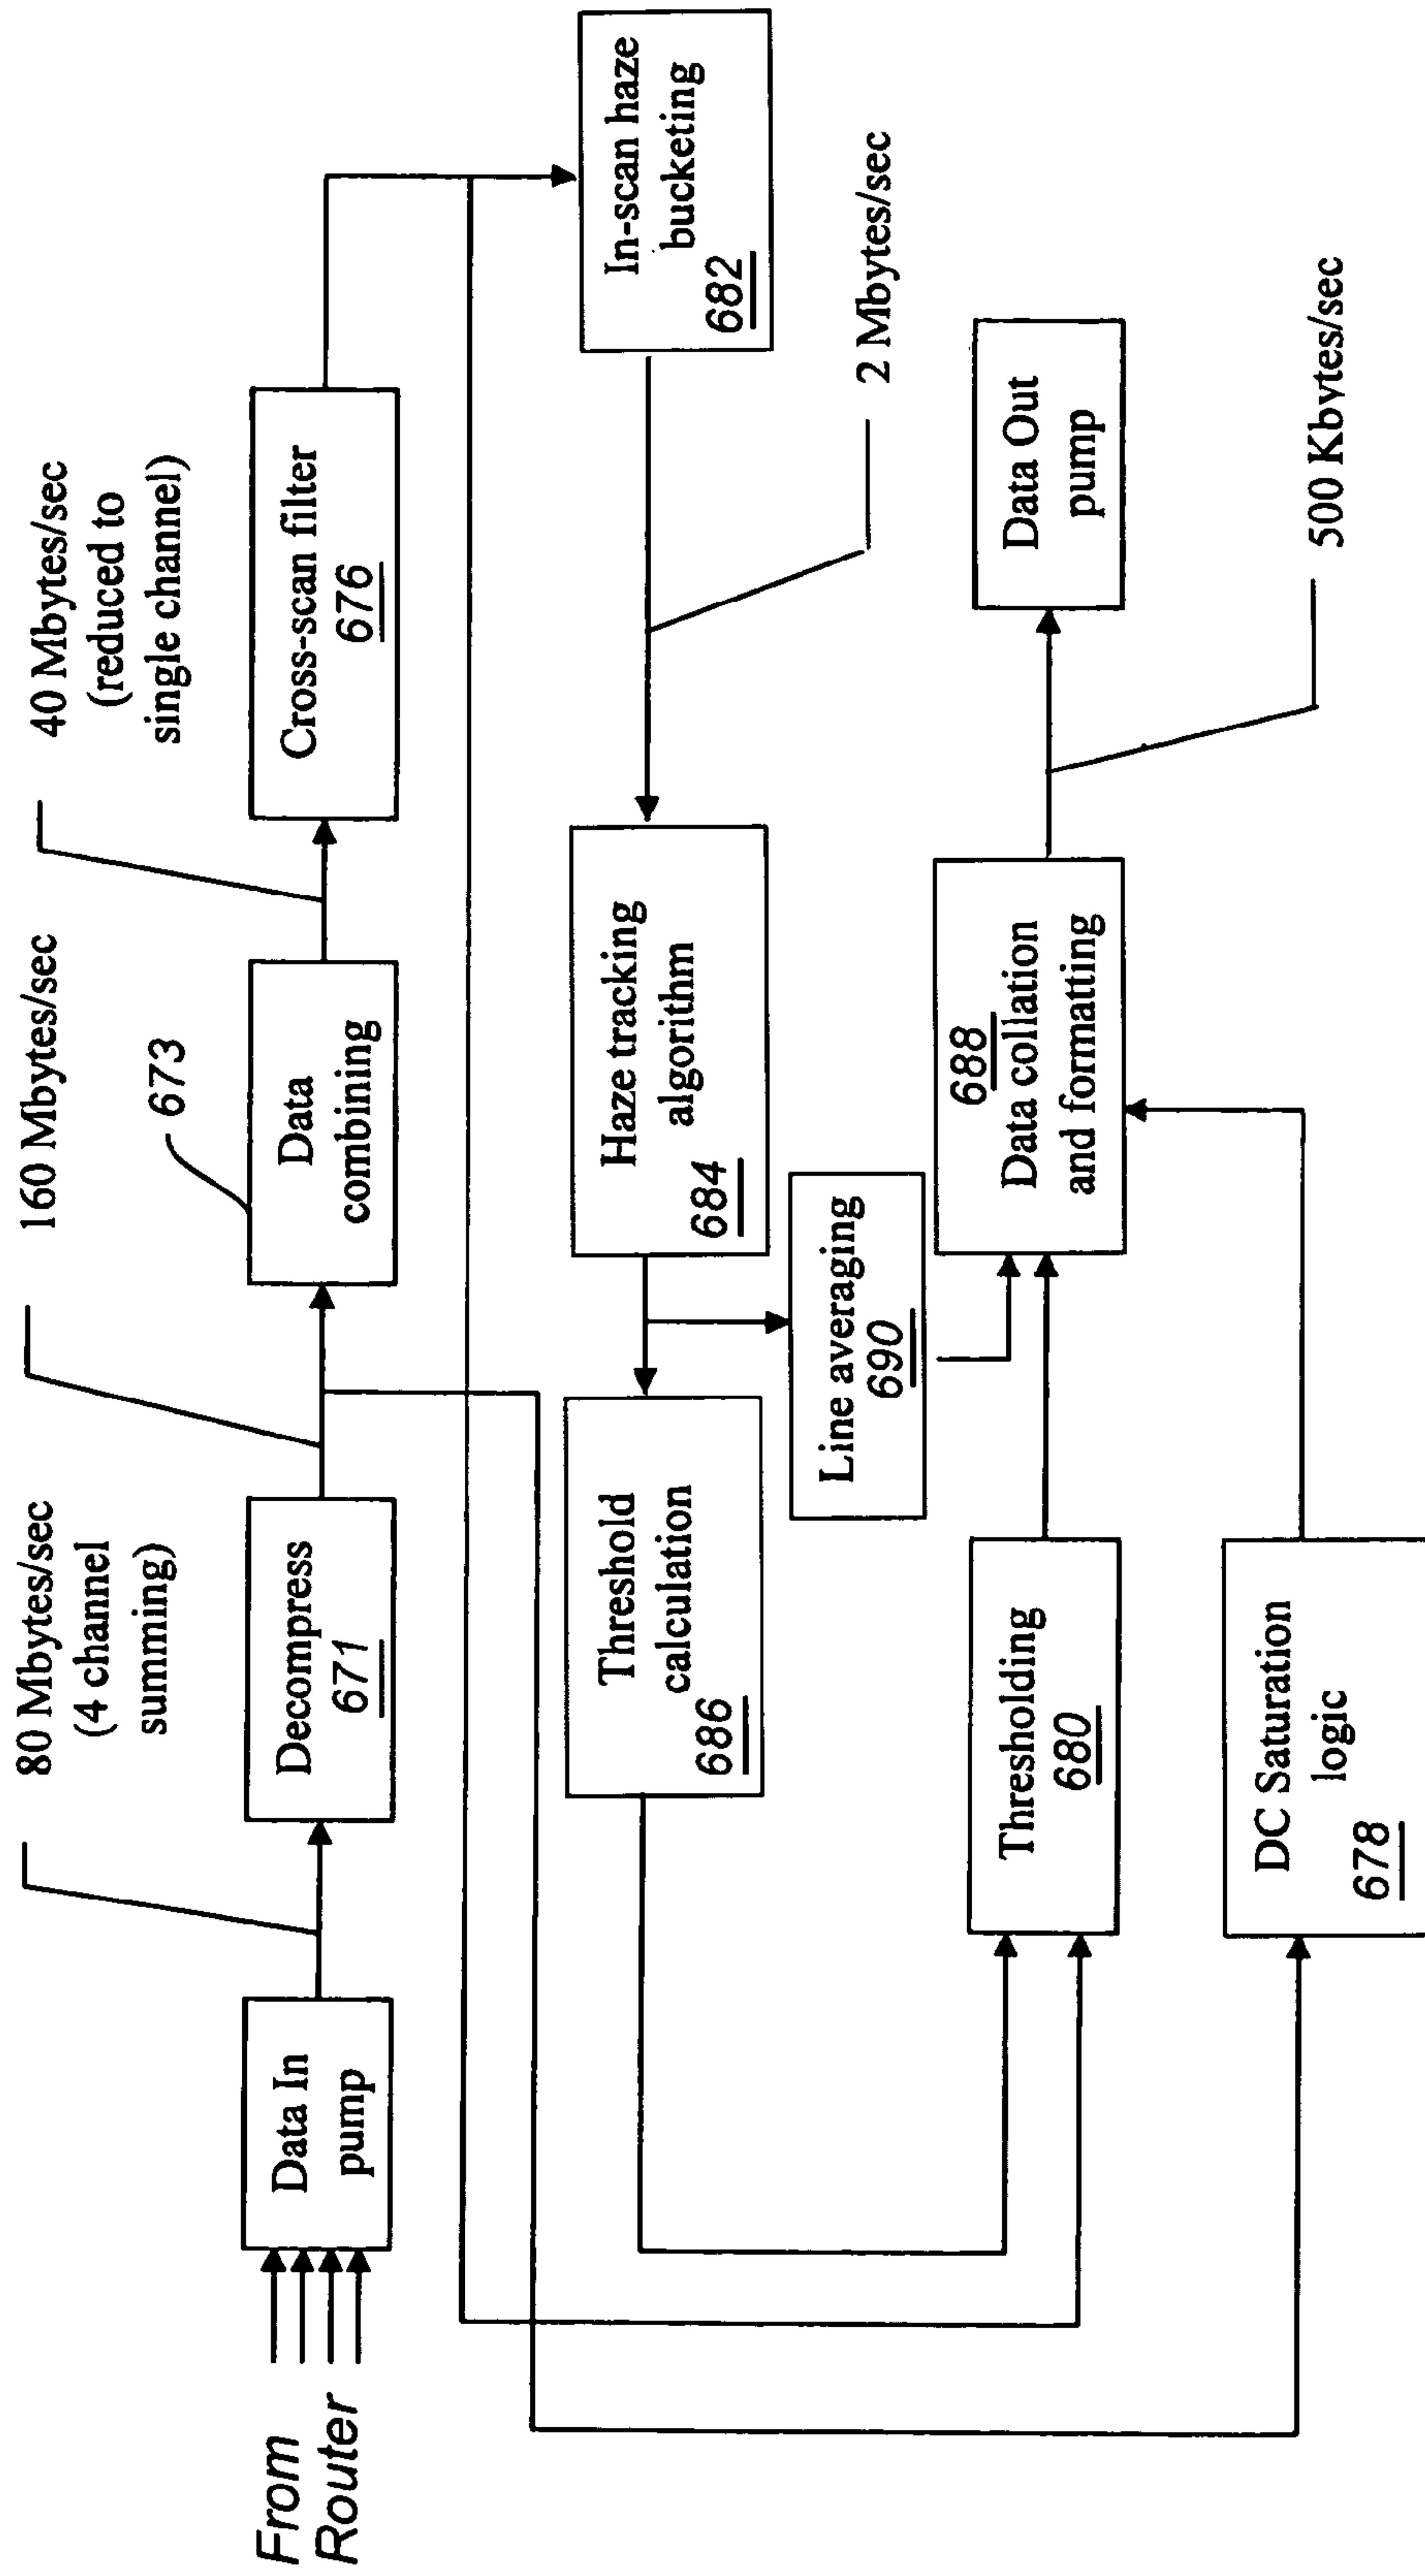 80 Mbytes/sec
(4 channel
summing)
160 Mbytes/sec
40 Mbytes/sec
(reduced to
single channel)
673
From
Router
Data In
pump
Decompress
671
Data
combining
Cross-scan filter
676
In-scan haze
bucketing
682
Haze tracking
algorithm
684
Threshold
calculation
686
2 Mbytes/sec
Line averaging
690
Thresholding
680
688
Data collation
and formatting
Data Out
pump
DC Saturation
logic
678
500 Kbytes/sec